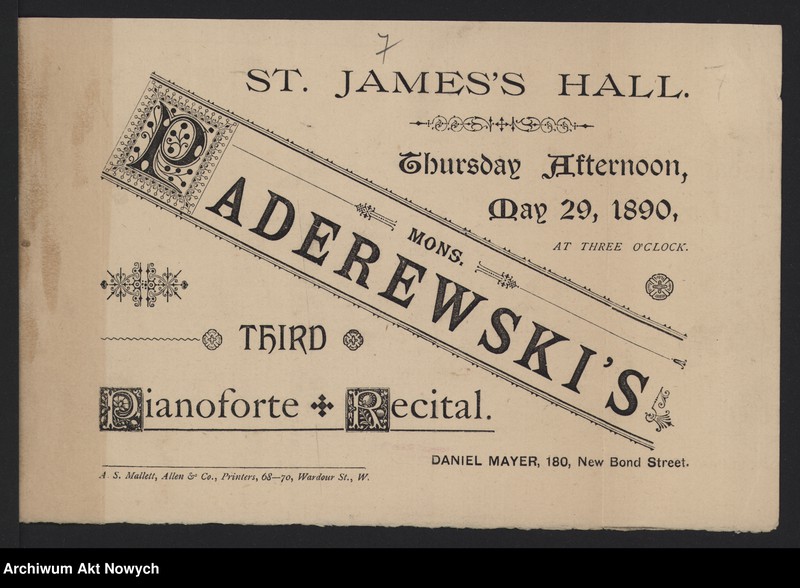 7
ST. JAMES'S HALL.
Thursday Afternoon,
May 29, 1890,
AT THREE O'CLOCK.
MONS.
PADEREWSKI'S
THIRD
Pianoforte Recital.
DANIEL MAYER, 180, New Bond Street.
A. S. Mallett, Allen & Co., Printers, 68—70, Wardour St., W.
Archiwum Akt Nowych